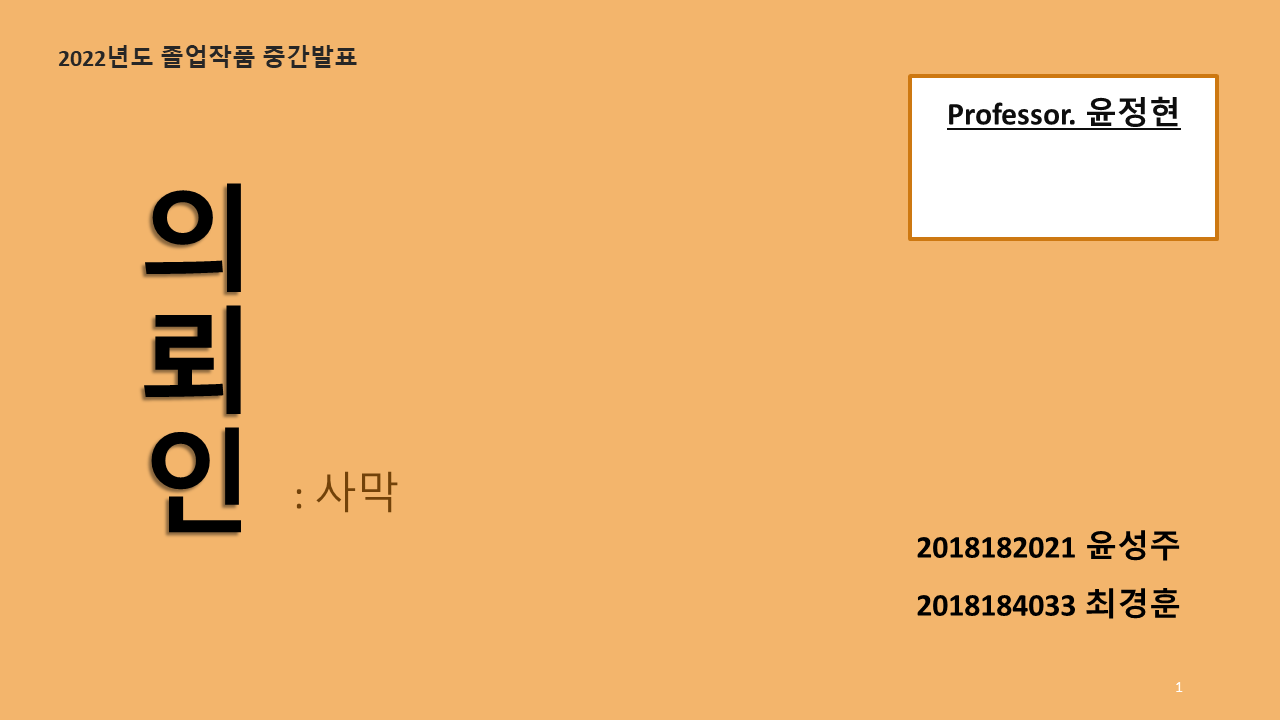 2022년도 졸업작품 중간발표
Professor. 윤정현
의
뢰
인
: 사막
2018182021 윤성주
2018184033 최경훈
1